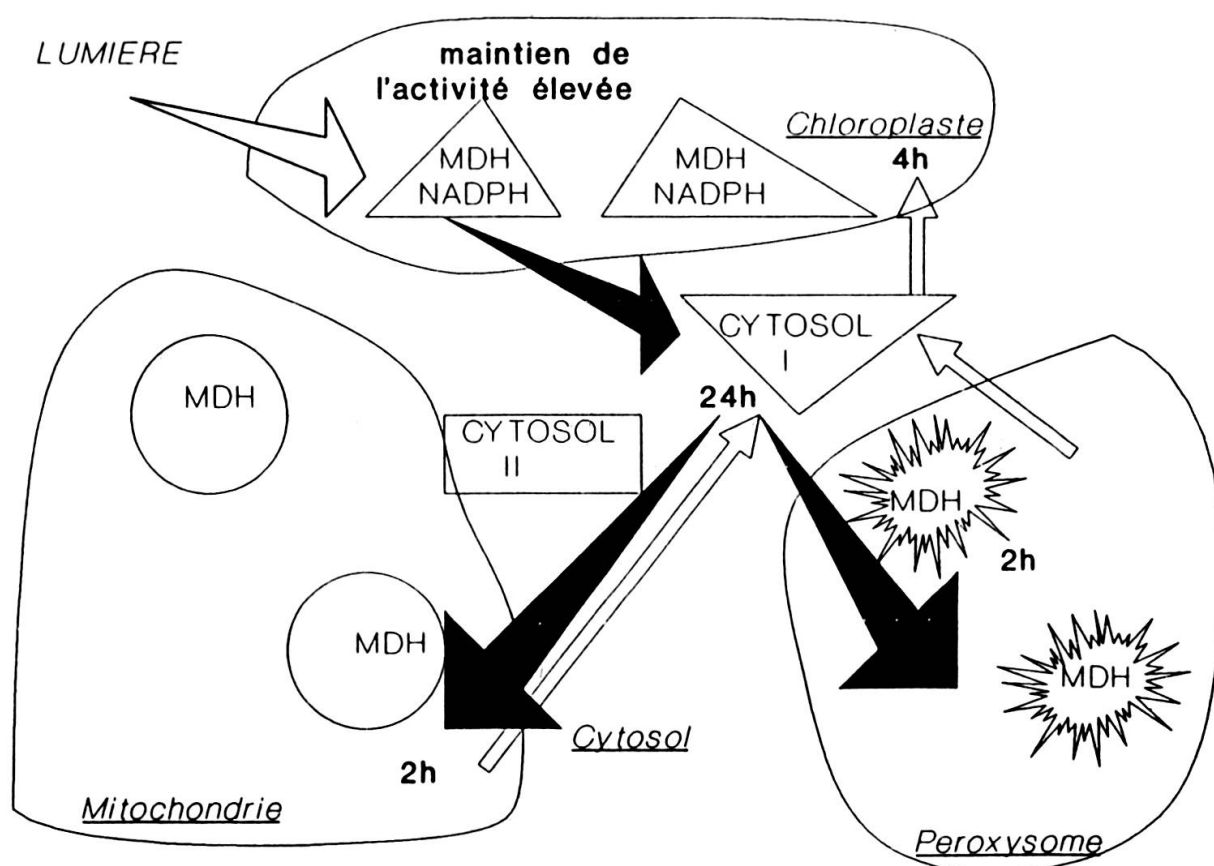 LUMIERE
maintien de
l'activité élevée
MDH
NADPH
MDH
NADPH
Chloroplaste
4h
CYTOSOL
I
24h
MDH
CYTOSOL
II
MDH
2h
MDH
MDH
2h
Cytosol
Mitochondrie
Peroxysome